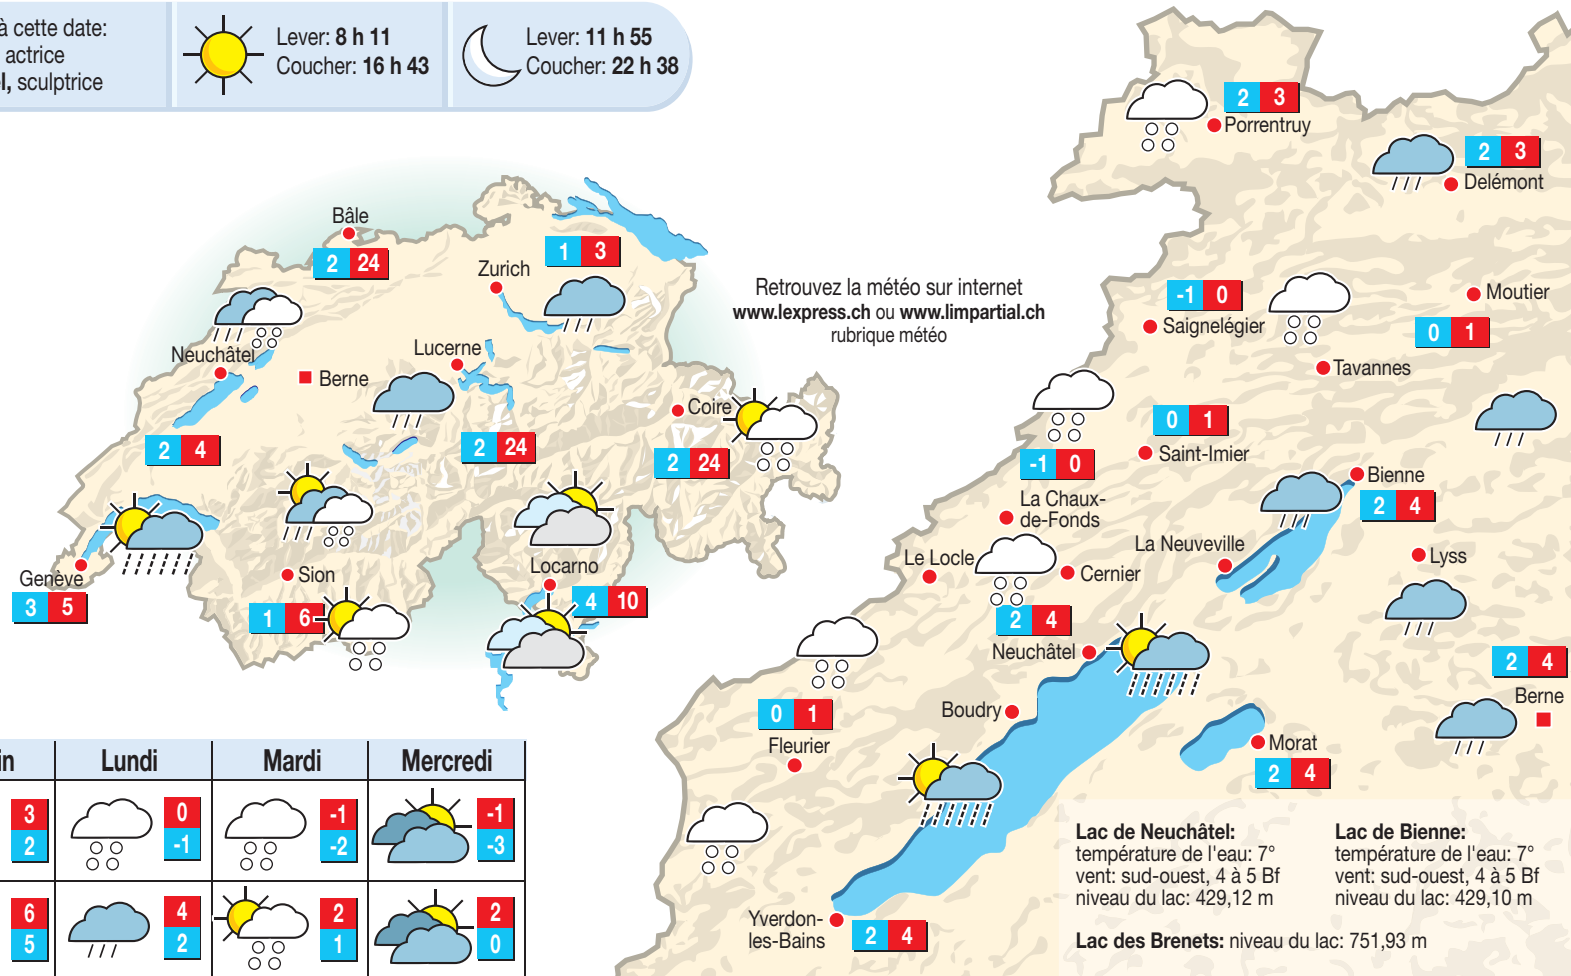 à cette date:
actrice
sculptrice
Lever: 8 h 11
Coucher: 16 h 43
Lever: 11 h 55
Coucher: 22 h 38
Bâle
2 24
Zurich
1 3
Neuchâtel
2 4
Berne
Lucerne
2 24
Coire
2 24
Genève
3 5
Sion
1 6
Locarno
4 10
Retrouvez la météo sur internet
www.lexpress.ch ou www.limpartial.ch
rubrique météo
2 3
Porrentruy
2 3
Delémont
-1 0
Saignelégier
Moutier
0 1
Tavannes
0 1
Saint-Imier
-1 0
La Chaux-
de-Fonds
Bienne
2 4
La Neuveville
Lyss
Le Locle
Cernier
2 4
Neuchâtel
2 4
Berne
Boudry
0 1
Fleurier
Morat
2 4
Yverdon-
les-Bains
2 4
Lundi
Mardi
Mercredi
3
2
0
-1
-1
-2
-1
-3
6
5
4
2
2
1
2
0
Lac de Neuchâtel:
température de l'eau: 7°
vent: sud-ouest, 4 à 5 Bf
niveau du lac: 429,12 m
Lac de Bienne:
température de l'eau: 7°
vent: sud-ouest, 4 à 5 Bf
niveau du lac: 429,10 m
Lac des Brenets: niveau du lac: 751,93 m